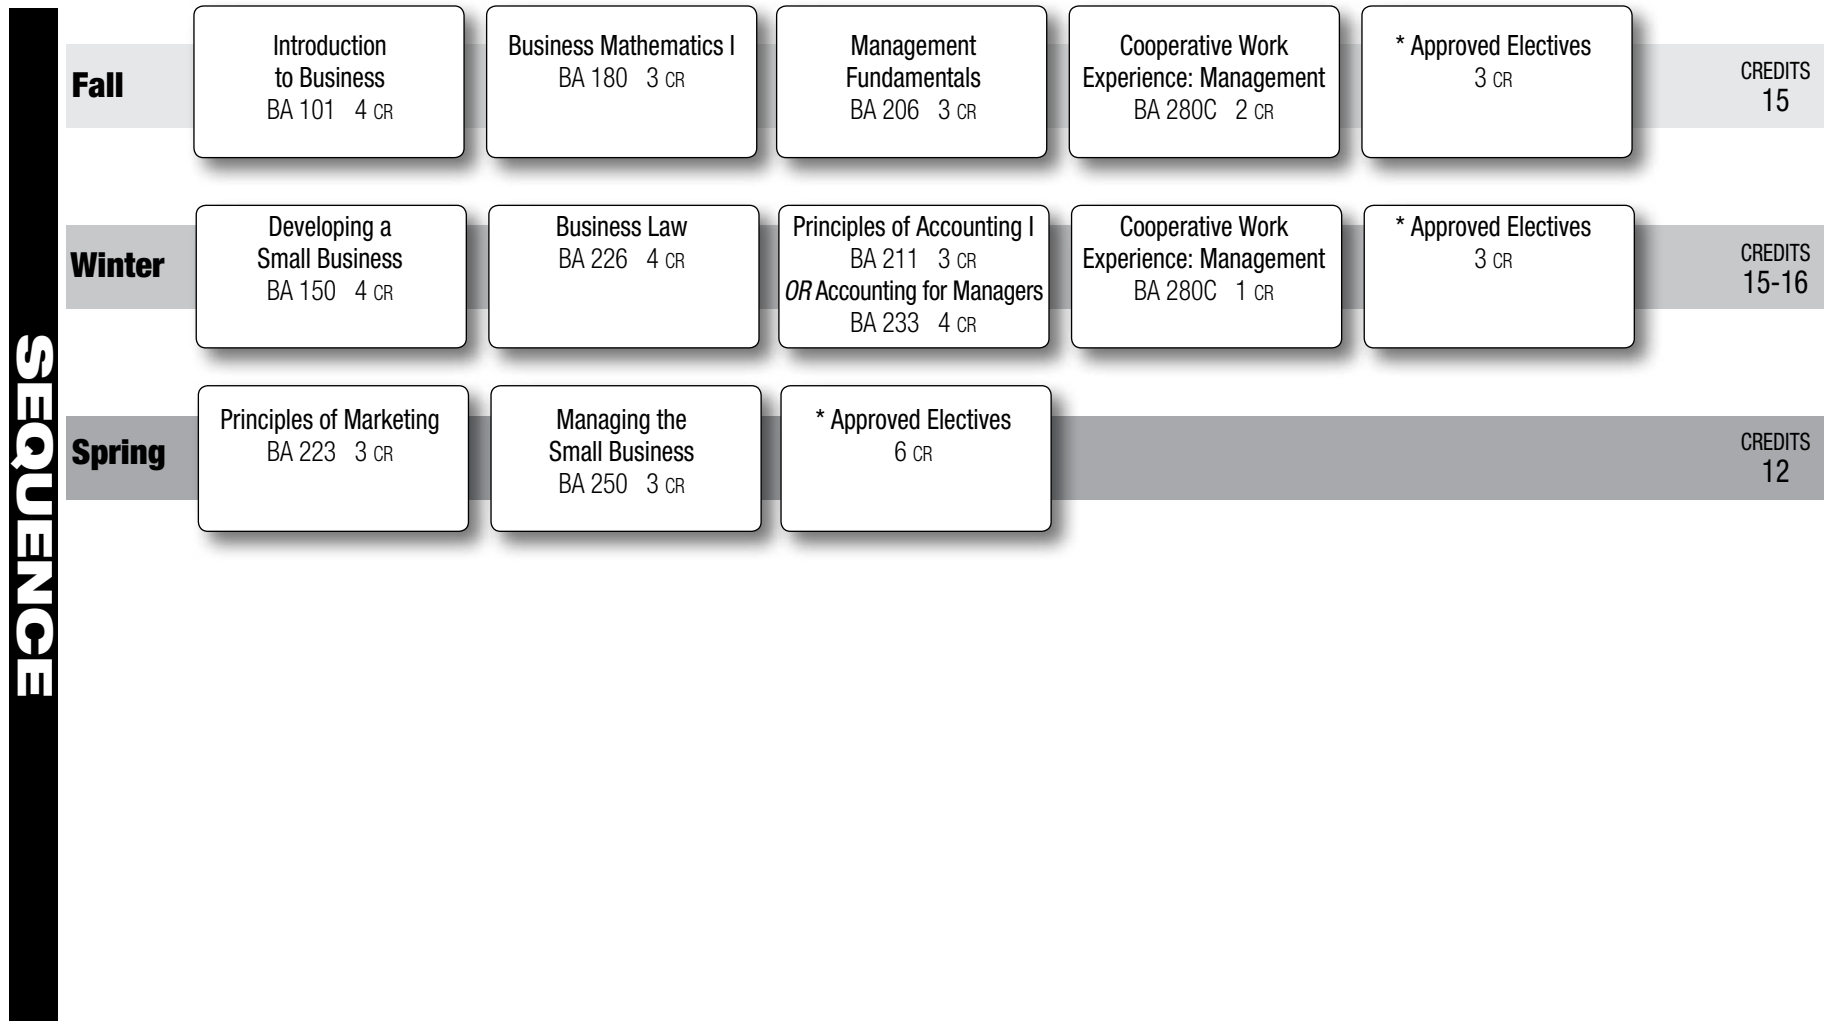 SEQUENCE
Fall
Introduction
to Business
BA 101 4 CR
Business Mathematics I
BA 180 3 CR
Management
Fundamentals
BA 206 3 CR
Cooperative Work
Experience: Management
BA 280C 2 CR
* Approved Electives
3 CR
CREDITS
15
Winter
Developing a
Small Business
BA 150 4 CR
Business Law
BA 226 4 CR
Principles of Accounting I
BA 211 3 CR
OR Accounting for Managers
BA 233 4 CR
Cooperative Work
Experience: Management
BA 280C 1 CR
* Approved Electives
3 CR
CREDITS
15-16
Spring
Principles of Marketing
BA 223 3 CR
Managing the
Small Business
BA 250 3 CR
* Approved Electives
6 CR
CREDITS
12